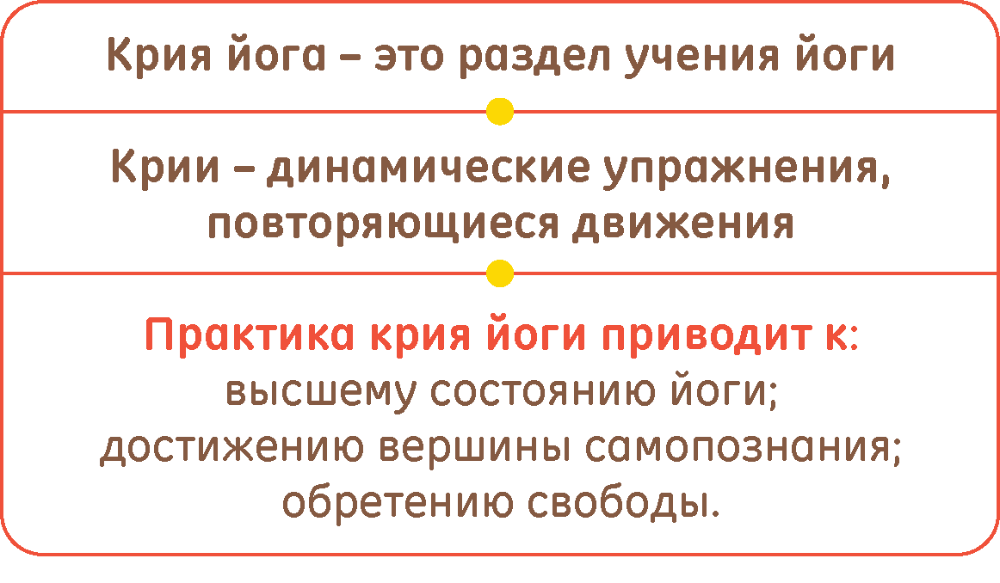 Крия йога – это раздел учения йоги
Крии – динамические упражнения,
повторяющиеся движения
Практика крия йоги приводит к:
высшему состоянию йоги;
достижению вершины самопознания;
обретению свободы.